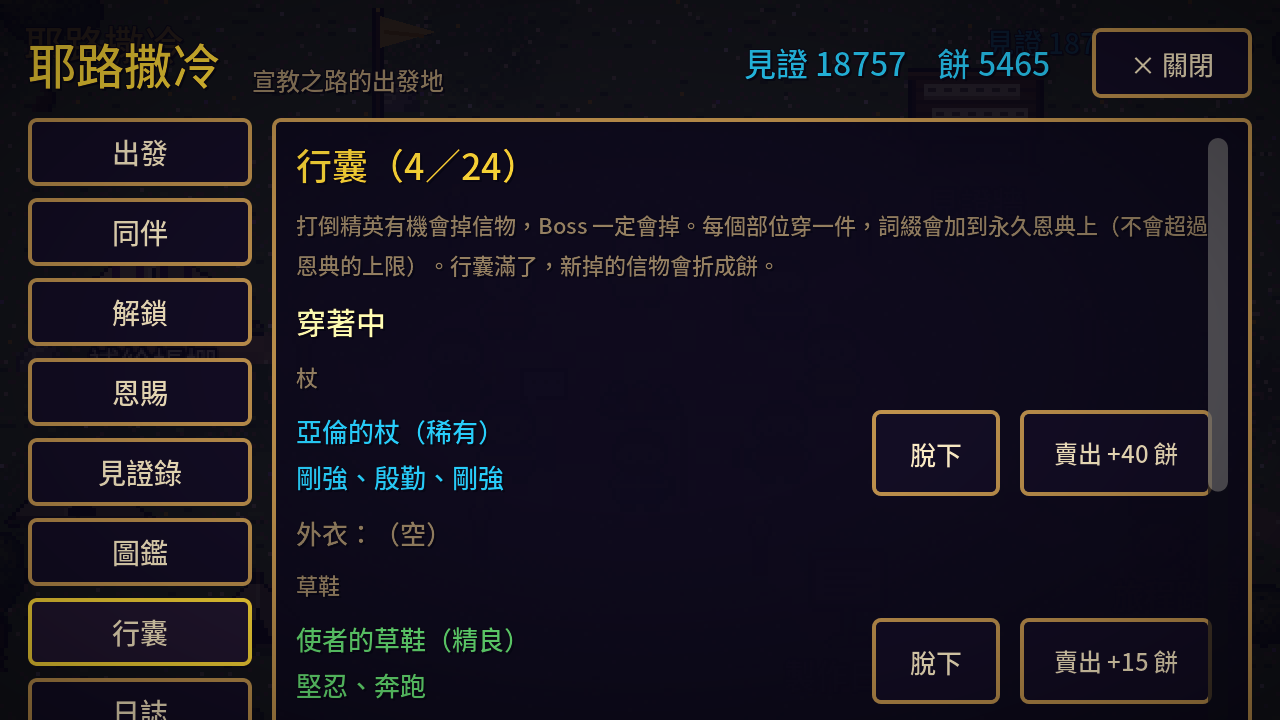 耶路撒冷
宣教之路的出發地
見證 18757 餅 5465
× 關閉
出發
同伴
解鎖
恩賜
見證錄
圖鑑
行囊
日誌
行囊（4／24）
打倒精英有機會掉信物，Boss 一定會掉。每個部位穿一件，詞綴會加到永久恩典上（不會超過
恩典的上限）。行囊滿了，新掉的信物會折成餅。
穿著中
杖
亞倫的杖（稀有）
剛強、殷勤、剛強
脫下
賣出 +40 餅
外衣：（空）
草鞋
使者的草鞋（精良）
堅忍、奔跑
脫下
賣出 +15 餅